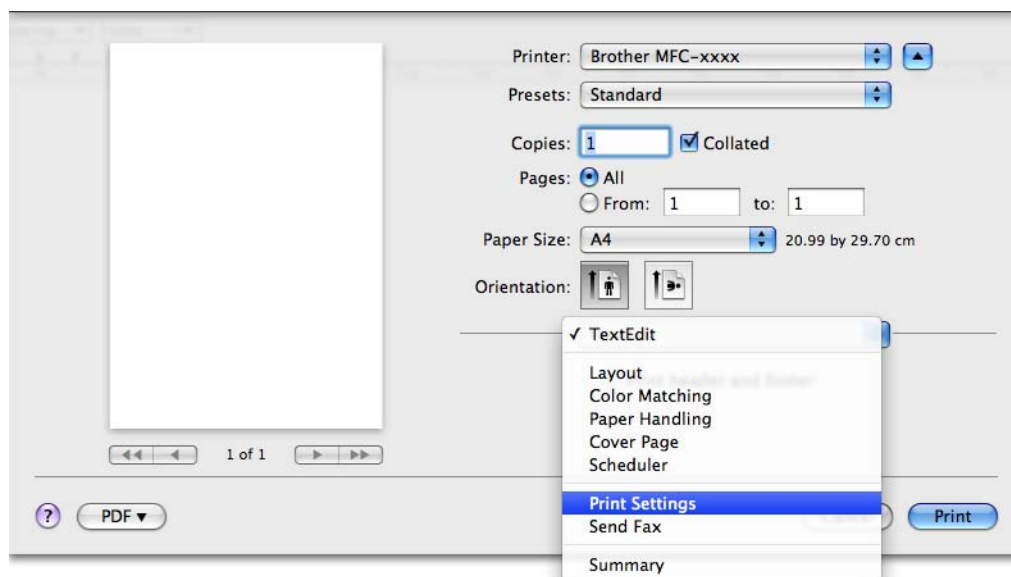 Printer: Brother MFC-xxxx
Presets: Standard
Copies: 1 Collated
Pages: All
From: 1 to: 1
Paper Size: A4 20.99 by 29.70 cm
Orientation:
✓ TextEdit
Layout
Color Matching
Paper Handling
Cover Page
Scheduler
Print Settings
Send Fax
Summary
1 of 1
? PDF ▼
Print